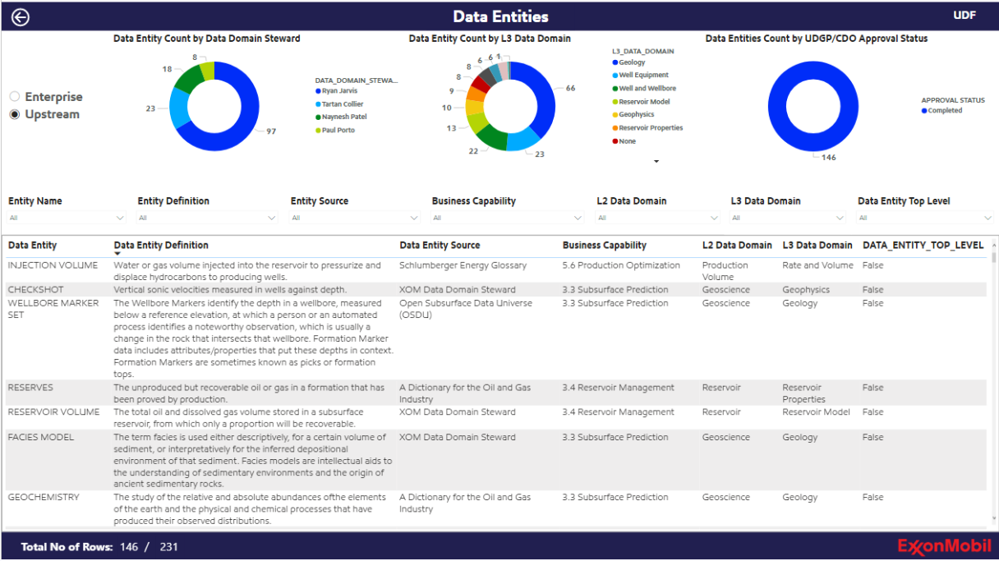 Data Entities
UDF
Enterprise
Upstream
Data Entity Count by Data Domain Steward
8
18
23
97
DATA_DOMAIN_STEWA...
Ryan Jarvis
Tartan Collier
Naynesh Patel
Paul Porto
Data Entity Count by L3 Data Domain
6
6
1
8
8
9
10
13
22
23
66
L3_DATA_DOMAIN
Geology
Well Equipment
Well and Wellbore
Reservoir Model
Geophysics
Reservoir Properties
None
Data Entities Count by UDGP/CDO Approval Status
146
APPROVAL STATUS
Completed
Entity Name
All
Entity Definition
All
Entity Source
All
Business Capability
All
L2 Data Domain
All
L3 Data Domain
All
Data Entity Top Level
All
Data Entity Data Entity Definition Data Entity Source Business Capability L2 Data Domain L3 Data Domain DATA_ENTITY_TOP_LEVEL
INJECTION VOLUME Water or gas volume injected into the reservoir to pressurize and Schlumberger Energy Glossary 5.6 Production Optimization Production Rate and Volume False
displace hydrocarbons to producing wells. Volume
CHECKSHOT Vertical sonic velocities measured in wells against depth. XOM Data Domain Steward 3.3 Subsurface Prediction Geoscience Geophysics False
WELLBORE MARKER The Wellbore Markers identify the depth in a wellbore, measured Open Subsurface Data Universe 3.3 Subsurface Prediction Geoscience Geology False
SET below a reference elevation, at which a person or an automated (OSDU)
process identifies a noteworthy observation, which is usually a
change in the rock that intersects that wellbore. Formation Marker
data includes attributes/properties that put these depths in context.
Formation Markers are sometimes known as picks or formation
tops.
RESERVES The unproduced but recoverable oil or gas in a formation that has A Dictionary for the Oil and Gas 3.4 Reservoir Management Reservoir Reservoir False
been proved by production. Industry Properties
RESERVOIR VOLUME The total oil and dissolved gas volume stored in a subsurface XOM Data Domain Steward 3.4 Reservoir Management Reservoir Reservoir Model False
reservoir, from which only a proportion will be recoverable.
FACIES MODEL The term facies is used either descriptively, for a certain volume of XOM Data Domain Steward 3.3 Subsurface Prediction Geoscience Geology False
sediment, or interpretatively for the inferred depositional
environment of that sediment. Facies models are intellectual aids to
the understanding of sedimentary environments and the origin of
ancient sedimentary rocks.
GEOCHEMISTRY The study of the relative and absolute abundances ofthe elements A Dictionary for the Oil and Gas 3.3 Subsurface Prediction Geoscience Geology False
of the earth and the physical and chemical processes that have Industry
produced their observed distributions.
Total No of Rows: 146 / 231
ExxonMobil